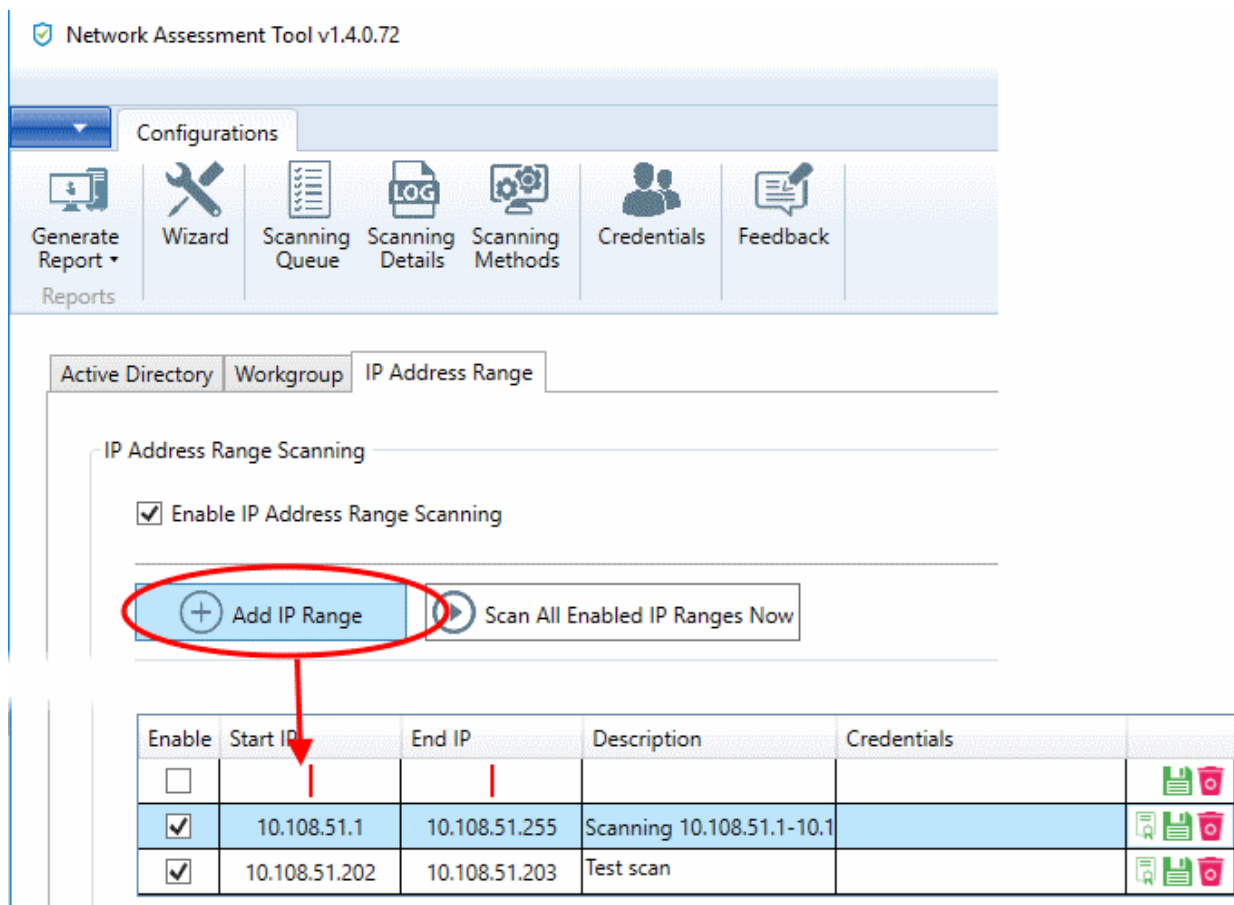 Network Assessment Tool v1.4.0.72
Configurations
Generate Report
Wizard
Scanning Queue
LOG
Scanning Details
Scanning Methods
Credentials
Feedback
Reports
Active Directory Workgroup IP Address Range
IP Address Range Scanning
Enable IP Address Range Scanning
Add IP Range Scan All Enabled IP Ranges Now
Enable Start IP End IP Description Credentials
10.108.51.1 10.108.51.255 Scanning 10.108.51.1-10.1
10.108.51.202 10.108.51.203 Test scan